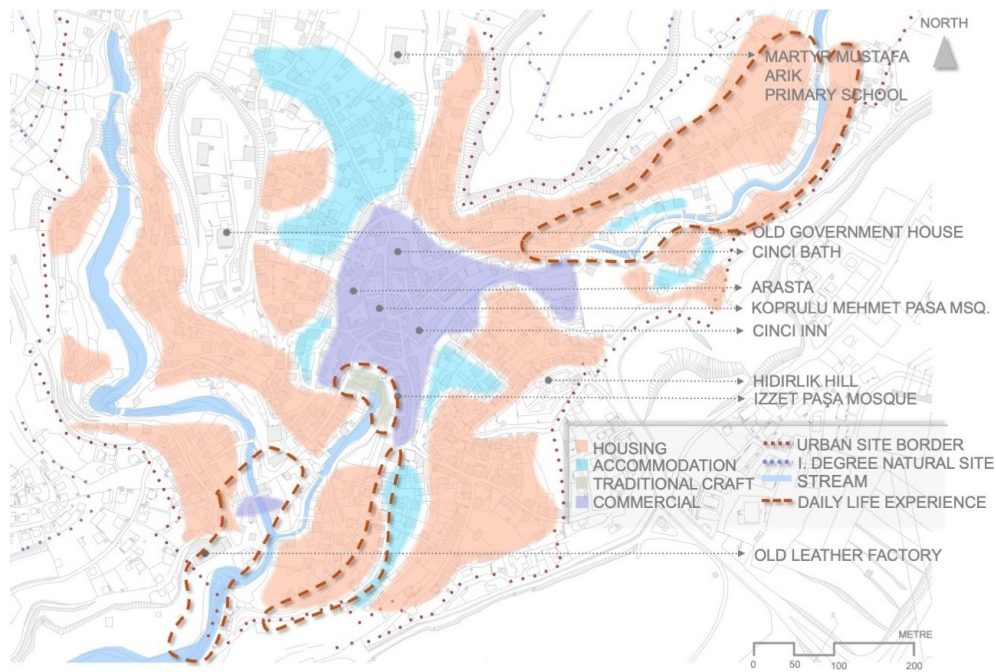 NORTH
MARTYR MUSTAFA
ARIK
PRIMARY SCHOOL
OLD GOVERNMENT HOUSE
CINCI BATH
ARASTA
KOPRULU MEHMET PASA MSQ.
CINCI INN
HIDIRLIK HILL
IZZET PAŞA MOSQUE
HOUSING
ACCOMMODATION
TRADITIONAL CRAFT
COMMERCIAL
URBAN SITE BORDER
I. DEGREE NATURAL SITE
STREAM
DAILY LIFE EXPERIENCE
OLD LEATHER FACTORY
METRE
0 50 100 200